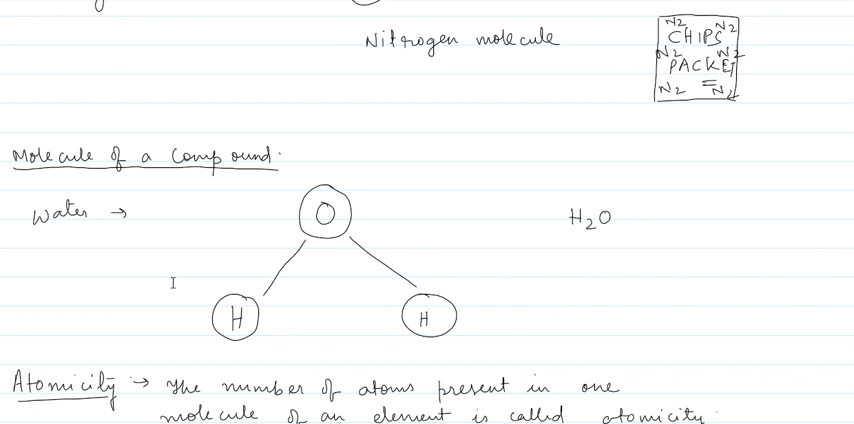 Nitrogen molecule
N2 N2
CHIPS
N2 N2
PACKET
N2 N2
Molecule of a compound.
Water → O H2O
H H
Atomicity → The number of atoms present in one
molecule of an element is called atomicity.